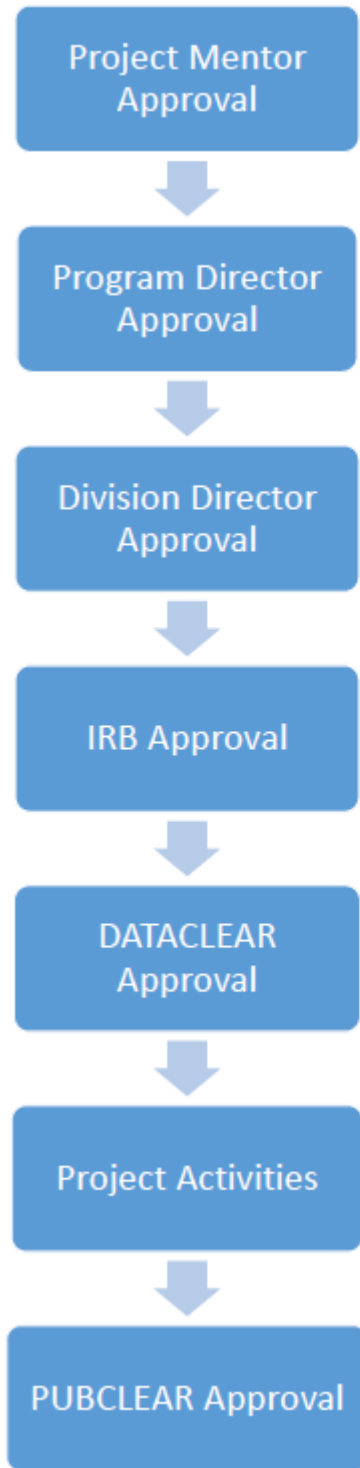 Project Mentor
Approval
Program Director
Approval
Division Director
Approval
IRB Approval
DATACLEAR
Approval
Project Activities
PUBCLEAR Approval